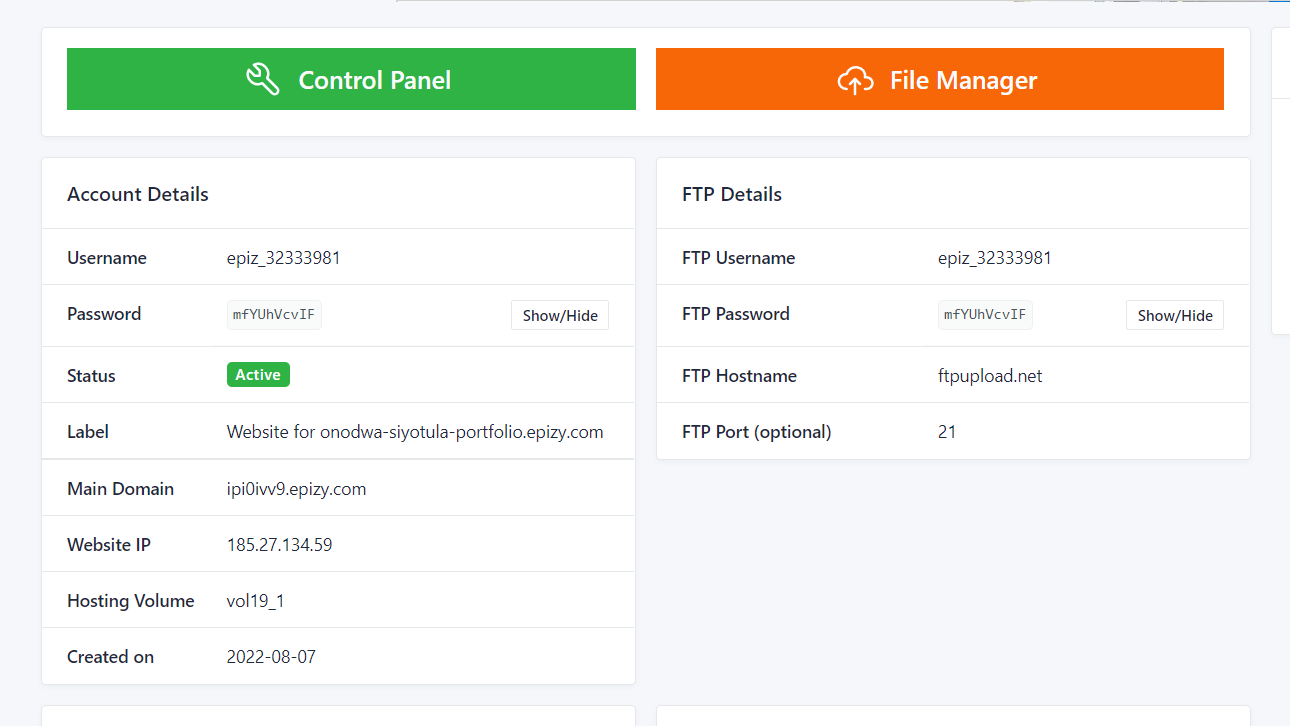 Control Panel
File Manager
Account Details
Username epiz_32333981
Password mfYUhVcvIF Show/Hide
Status Active
Label Website for onodwa-siyotula-portfolio.epizy.com
Main Domain ipi0ivv9.epizy.com
Website IP 185.27.134.59
Hosting Volume vol19_1
Created on 2022-08-07
FTP Details
FTP Username epiz_32333981
FTP Password mfYUhVcvIF Show/Hide
FTP Hostname ftpupload.net
FTP Port (optional) 21